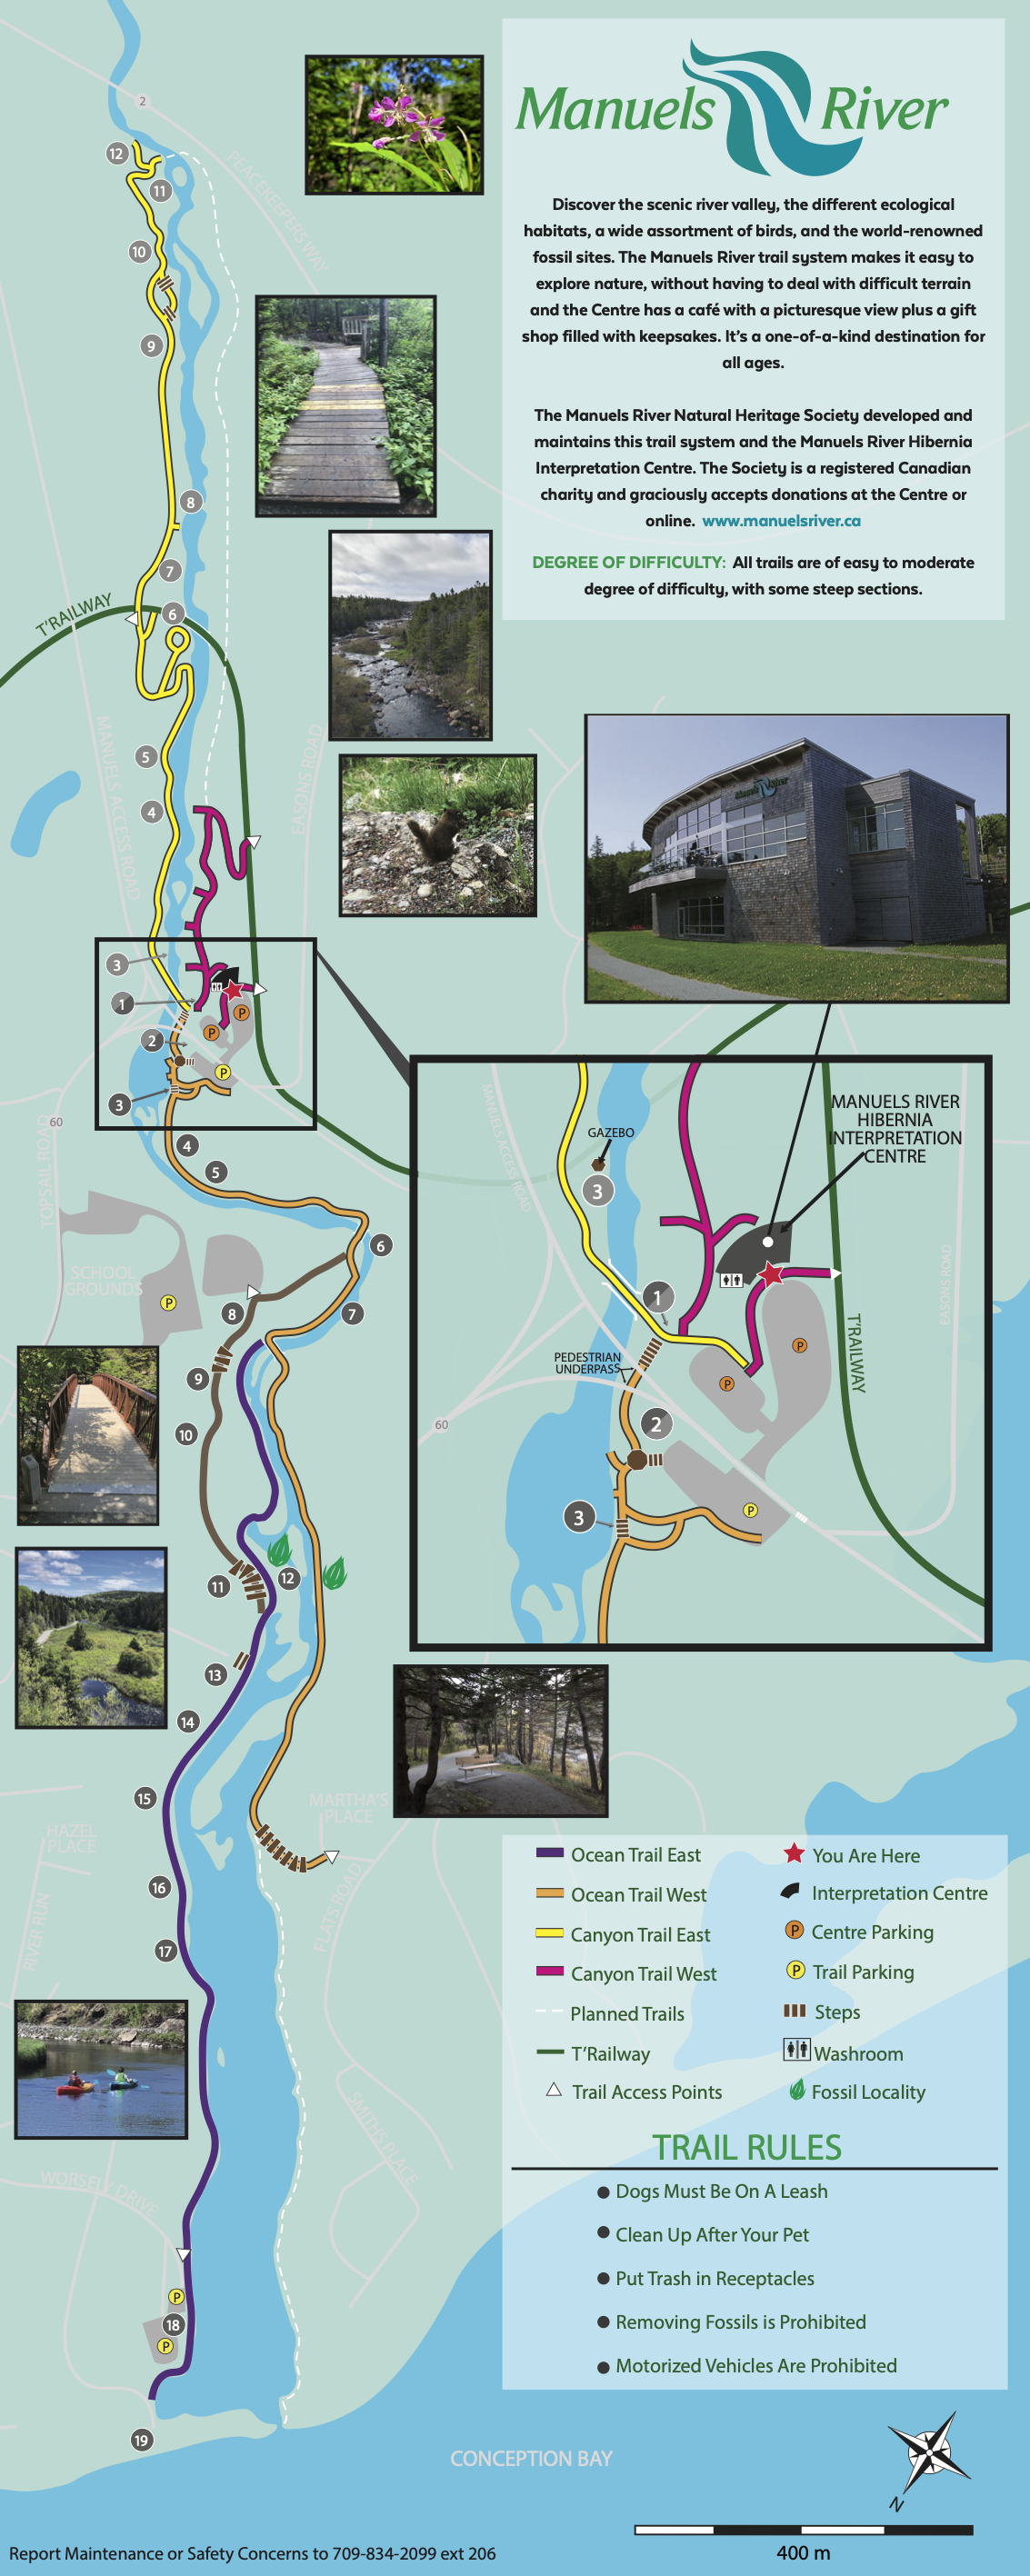 Manuels River
Discover the scenic river valley, the different ecological
habitats, a wide assortment of birds, and the world-renowned
fossil sites. The Manuels River trail system makes it easy to
explore nature, without having to deal with difficult terrain
and the Centre has a café with a picturesque view plus a gift
shop filled with keepsakes. It's a one-of-a-kind destination for
all ages.
The Manuels River Natural Heritage Society developed and
maintains this trail system and the Manuels River Hibernia
Interpretation Centre. The Society is a registered Canadian
charity and graciously accepts donations at the Centre or
online. www.manuelsriver.ca
DEGREE OF DIFFICULTY: All trails are of easy to moderate
degree of difficulty, with some steep sections.
2
PEACEKEEPERS WAY
12
11
10
9
8
7
6
T'RAILWAY
5
4
MANUELS ACCESS ROAD
EASONS ROAD
3
1
2
3
P
P
P
60
TOPSAIL ROAD
4
5
6
7
SCHOOL
GROUNDS
P
8
9
10
11
12
13
14
15
16
17
18
19
P
P
HAZEL
PLACE
RIVER RUN
MARTHA'S
PLACE
FLATS ROAD
SMITHS PLACE
WORSELY DRIVE
Manuels River
MANUELS RIVER
HIBERNIA
INTERPRETATION
CENTRE
MANUELS ACCESS ROAD
GAZEBO
3
1
PEDESTRIAN
UNDERPASS
60
2
3
P
P
P
T'RAILWAY
EASONS ROAD
Ocean Trail East
Ocean Trail West
Canyon Trail East
Canyon Trail West
Planned Trails
T'Railway
Trail Access Points
You Are Here
Interpretation Centre
P Centre Parking
P Trail Parking
Steps
Washroom
Fossil Locality
TRAIL RULES
● Dogs Must Be On A Leash
● Clean Up After Your Pet
● Put Trash in Receptacles
● Removing Fossils is Prohibited
● Motorized Vehicles Are Prohibited
CONCEPTION BAY
N
400 m
Report Maintenance or Safety Concerns to 709-834-2099 ext 206